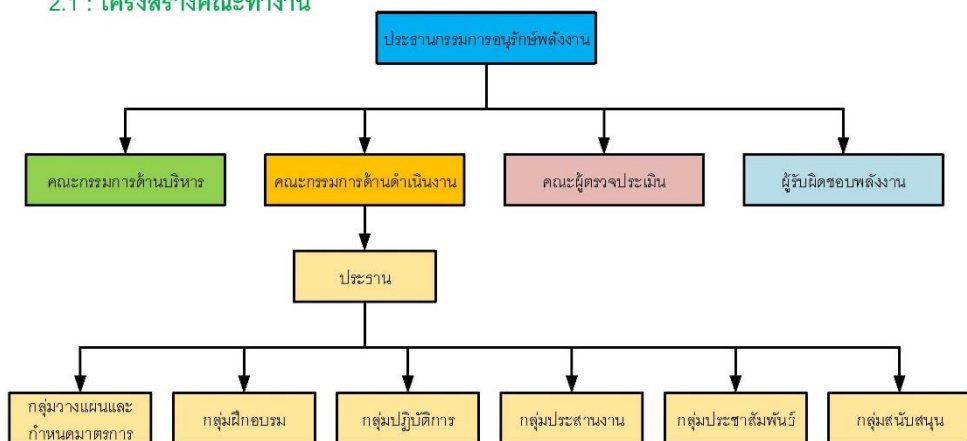 2.1 : โครงสร้างคณะทำงาน
ประธานกรรมการอนุรักษ์พลังงาน
คณะกรรมการด้านบริหาร
คณะกรรมการด้านดำเนินงาน
คณะผู้ตรวจประเมิน
ผู้รับผิดชอบพลังงาน
ประธาน
กลุ่มวางแผนและ
กำหนดมาตรการ
กลุ่มฝึกอบรม
กลุ่มปฏิบัติการ
กลุ่มประสานงาน
กลุ่มประชาสัมพันธ์
กลุ่มสนับสนุน